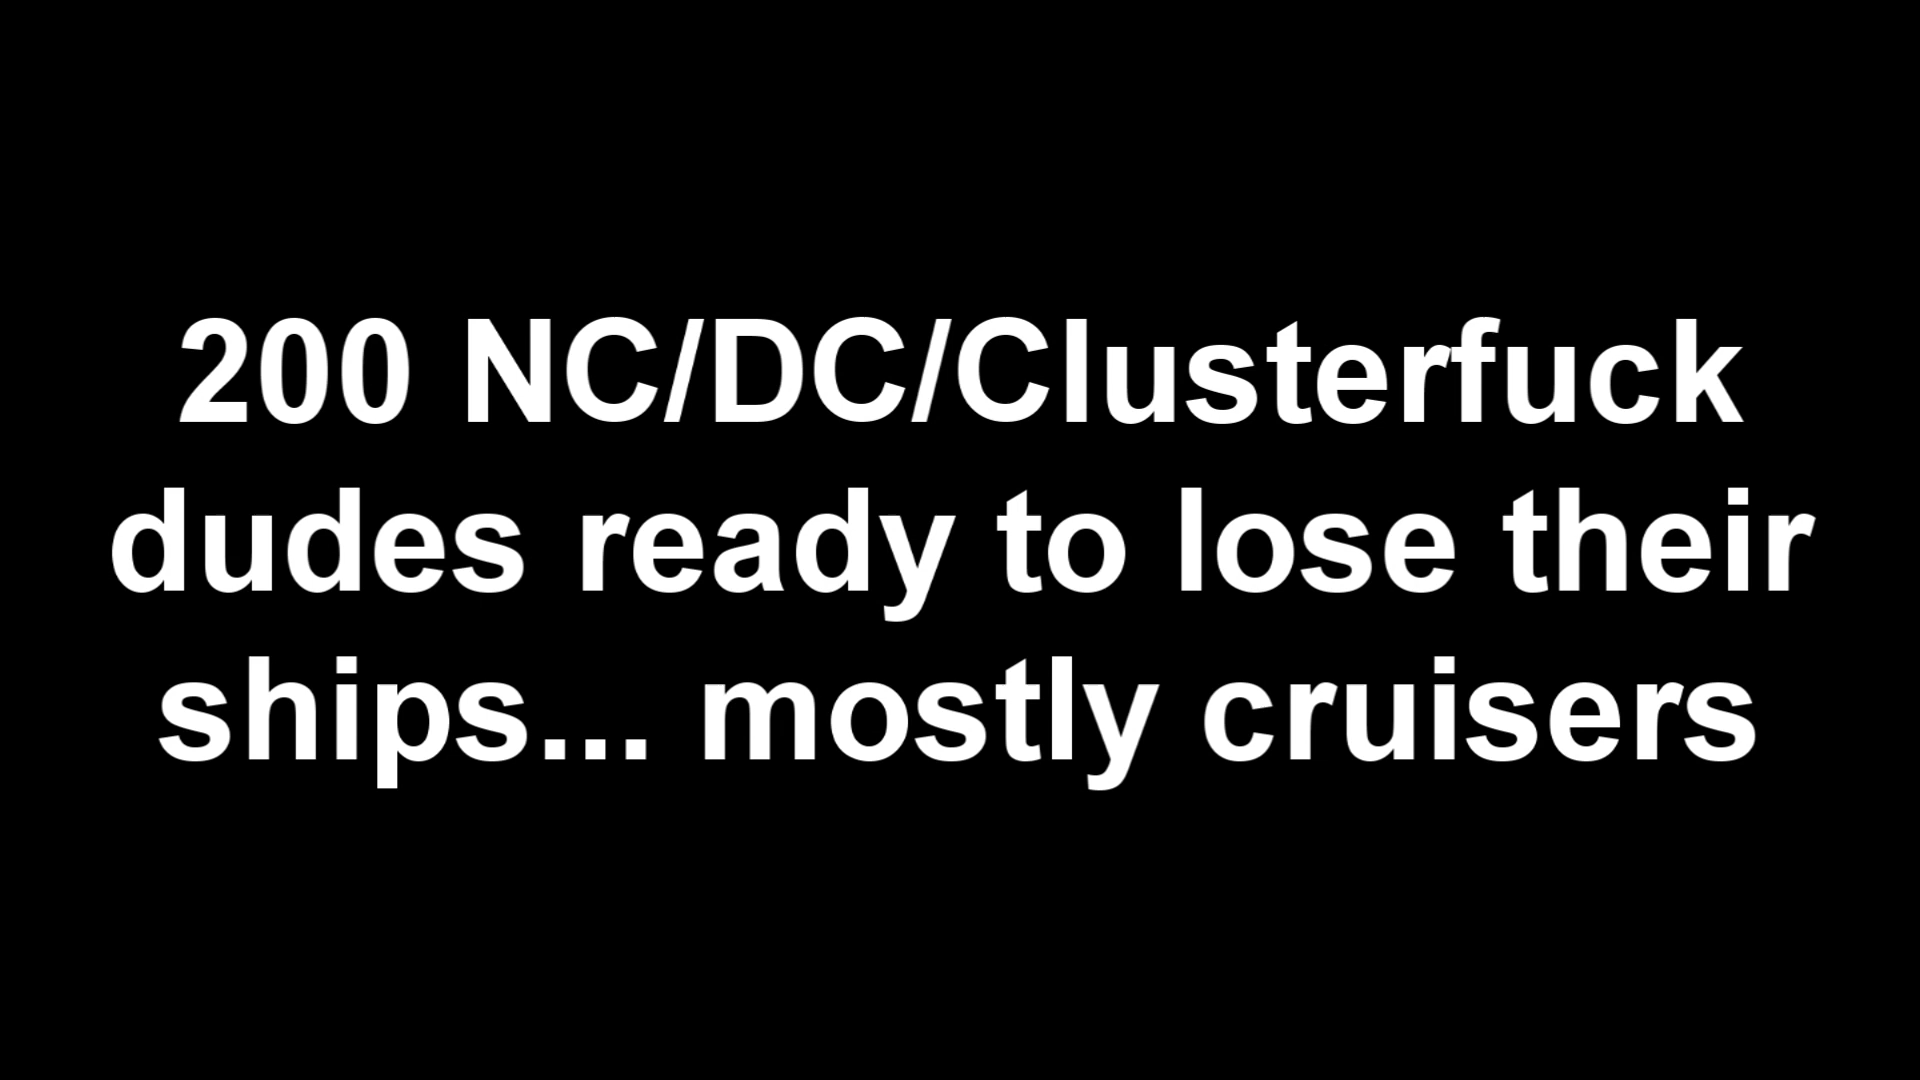 200 NC/DC/Clusterfuck
dudes ready to lose their
ships... mostly cruisers